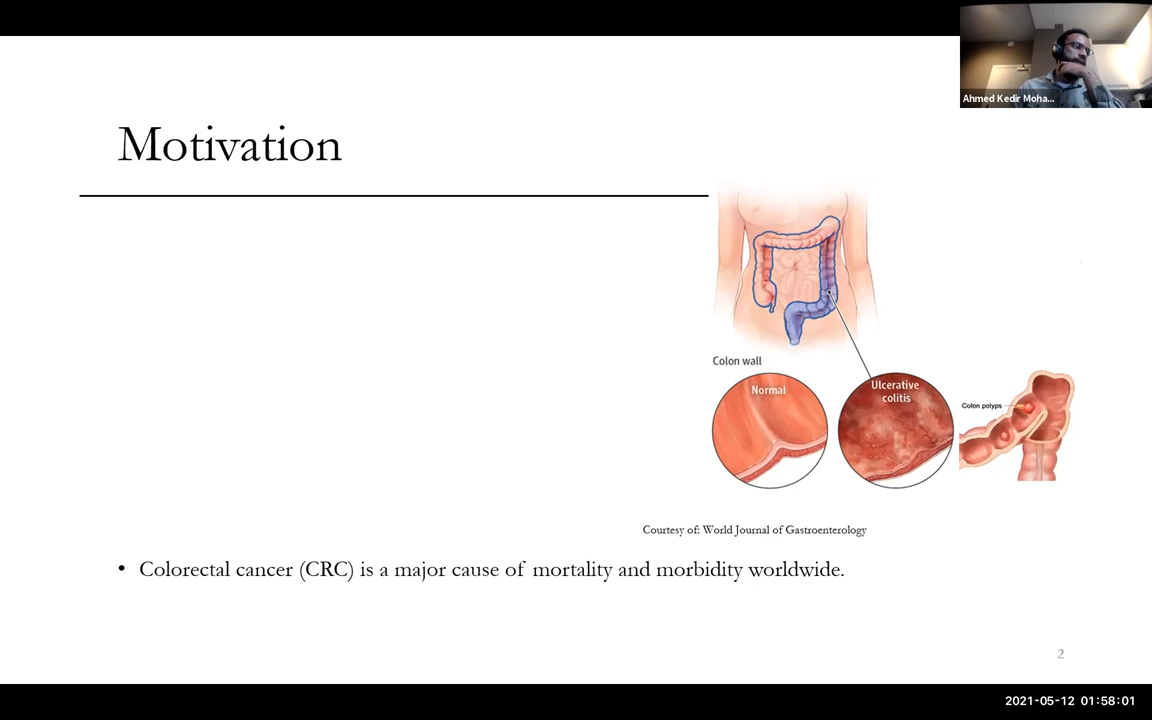 Ahmed Kedir Moha...
Motivation
Colon wall
Normal
Ulcerative
colitis
Colon polyps
Courtesy of: World Journal of Gastroenterology
• Colorectal cancer (CRC) is a major cause of mortality and morbidity worldwide.
2
2021-05-12 01:58:01